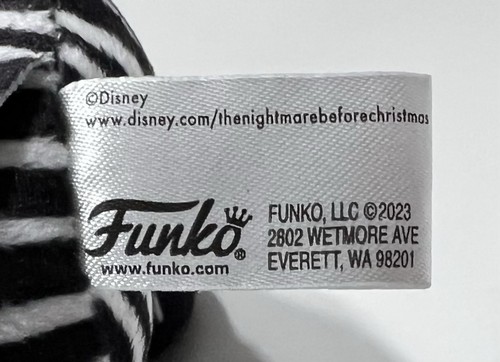 ©Disney
www.disney.com/thenightmarebeforechristmas
Funko®
www.funko.com
FUNKO, LLC ©2023
2802 WETMORE AVE
EVERETT, WA 98201